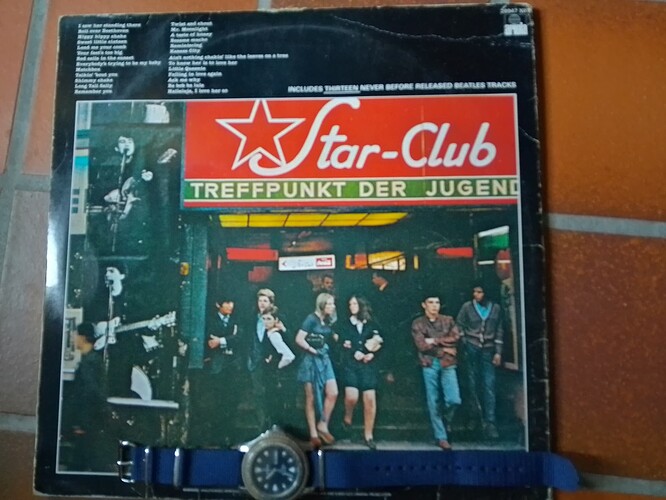 I saw her standing there
Roll over Beethoven
Hippy hippy shake
Sweet little sixteen
Lend me your comb
Your feet's too big
Red sails in the sunset
Everybody's trying to be my baby
Matchbox
Talkin' bout you
Shimmy shake
Long Tall Sally
Remember you
Twist and shout
Mr. Moonlight
A taste of honey
Besame mucho
Reminiscing
Kansas City
Ain't nothing shakin' like the leaves on a tree
To know her is to love her
Little Queenie
Falling in love again
Ask me why
Be bob ba lula
Halleluja, I love her so
INCLUDES THIRTEEN NEVER BEFORE RELEASED BEATLES TRACKS
Star-Club
TREFFPUNKT DER JUGEND